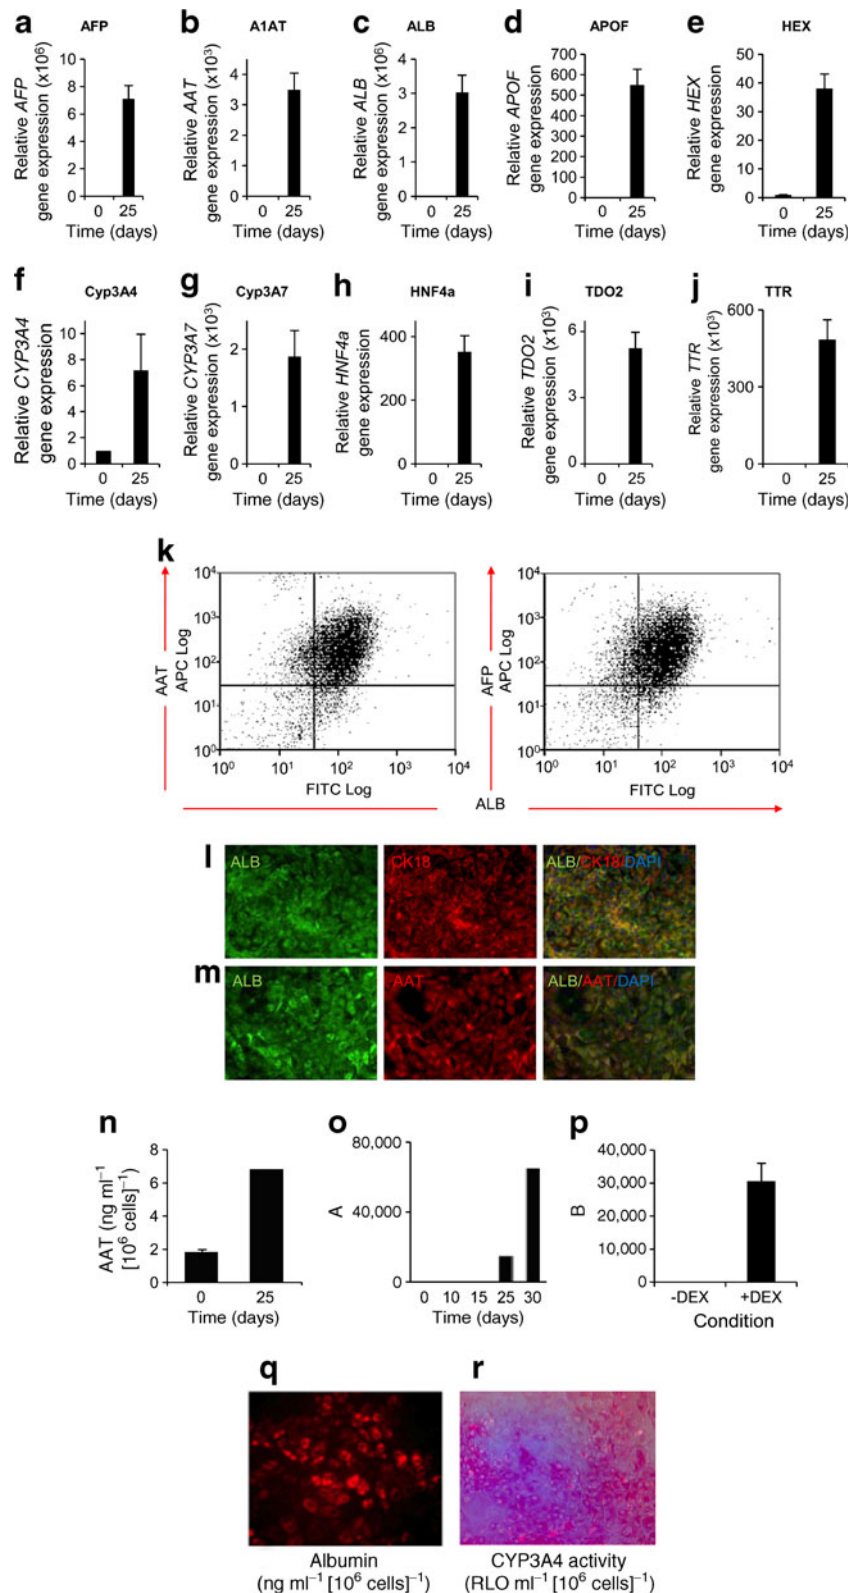 a AFP
Relative AFP
gene expression (x10⁶)
10
8
6
4
2
0
0 25
Time (days)
b A1AT
Relative AAT
gene expression (x10³)
4
3
2
1
0
0 25
Time (days)
c ALB
Relative ALB
gene expression (x10⁶)
4
3
2
1
0
0 25
Time (days)
d APOF
Relative APOF
gene expression
700
600
500
400
300
200
100
0
0 25
Time (days)
e HEX
Relative HEX
gene expression
50
40
30
20
10
0
0 25
Time (days)
f Cyp3A4
Relative CYP3A4
gene expression
10
8
6
4
2
0
0 25
Time (days)
g Cyp3A7
Relative CYP3A7
gene expression (x10³)
2
1
0
0 25
Time (days)
h HNF4a
Relative HNF4a
gene expression
400
200
0
0 25
Time (days)
i TDO2
Relative TDO2
gene expression (x10³)
6
3
0
0 25
Time (days)
j TTR
Relative TTR
gene expression (x10³)
600
300
0
0 25
Time (days)
k
AAT
APC Log
10⁴
10³
10²
10¹
10⁰
10⁰ 10¹ 10² 10³ 10⁴
FITC Log
AFP
APC Log
10⁴
10³
10²
10¹
10⁰
10⁰ 10¹ 10² 10³ 10⁴
FITC Log
ALB
l ALB CK18 ALB/CK18/DAPI
m ALB AAT ALB/AAT/DAPI
n
AAT (ng ml⁻¹
[10⁶ cells]⁻¹)
8
6
4
2
0
0 25
Time (days)
o
A
80,000
40,000
0
0 10 15 25 30
Time (days)
p
B
40,000
30,000
20,000
10,000
0
-DEX +DEX
Condition
q r
Albumin
(ng ml⁻¹ [10⁶ cells]⁻¹)
CYP3A4 activity
(RLO ml⁻¹ [10⁶ cells]⁻¹)